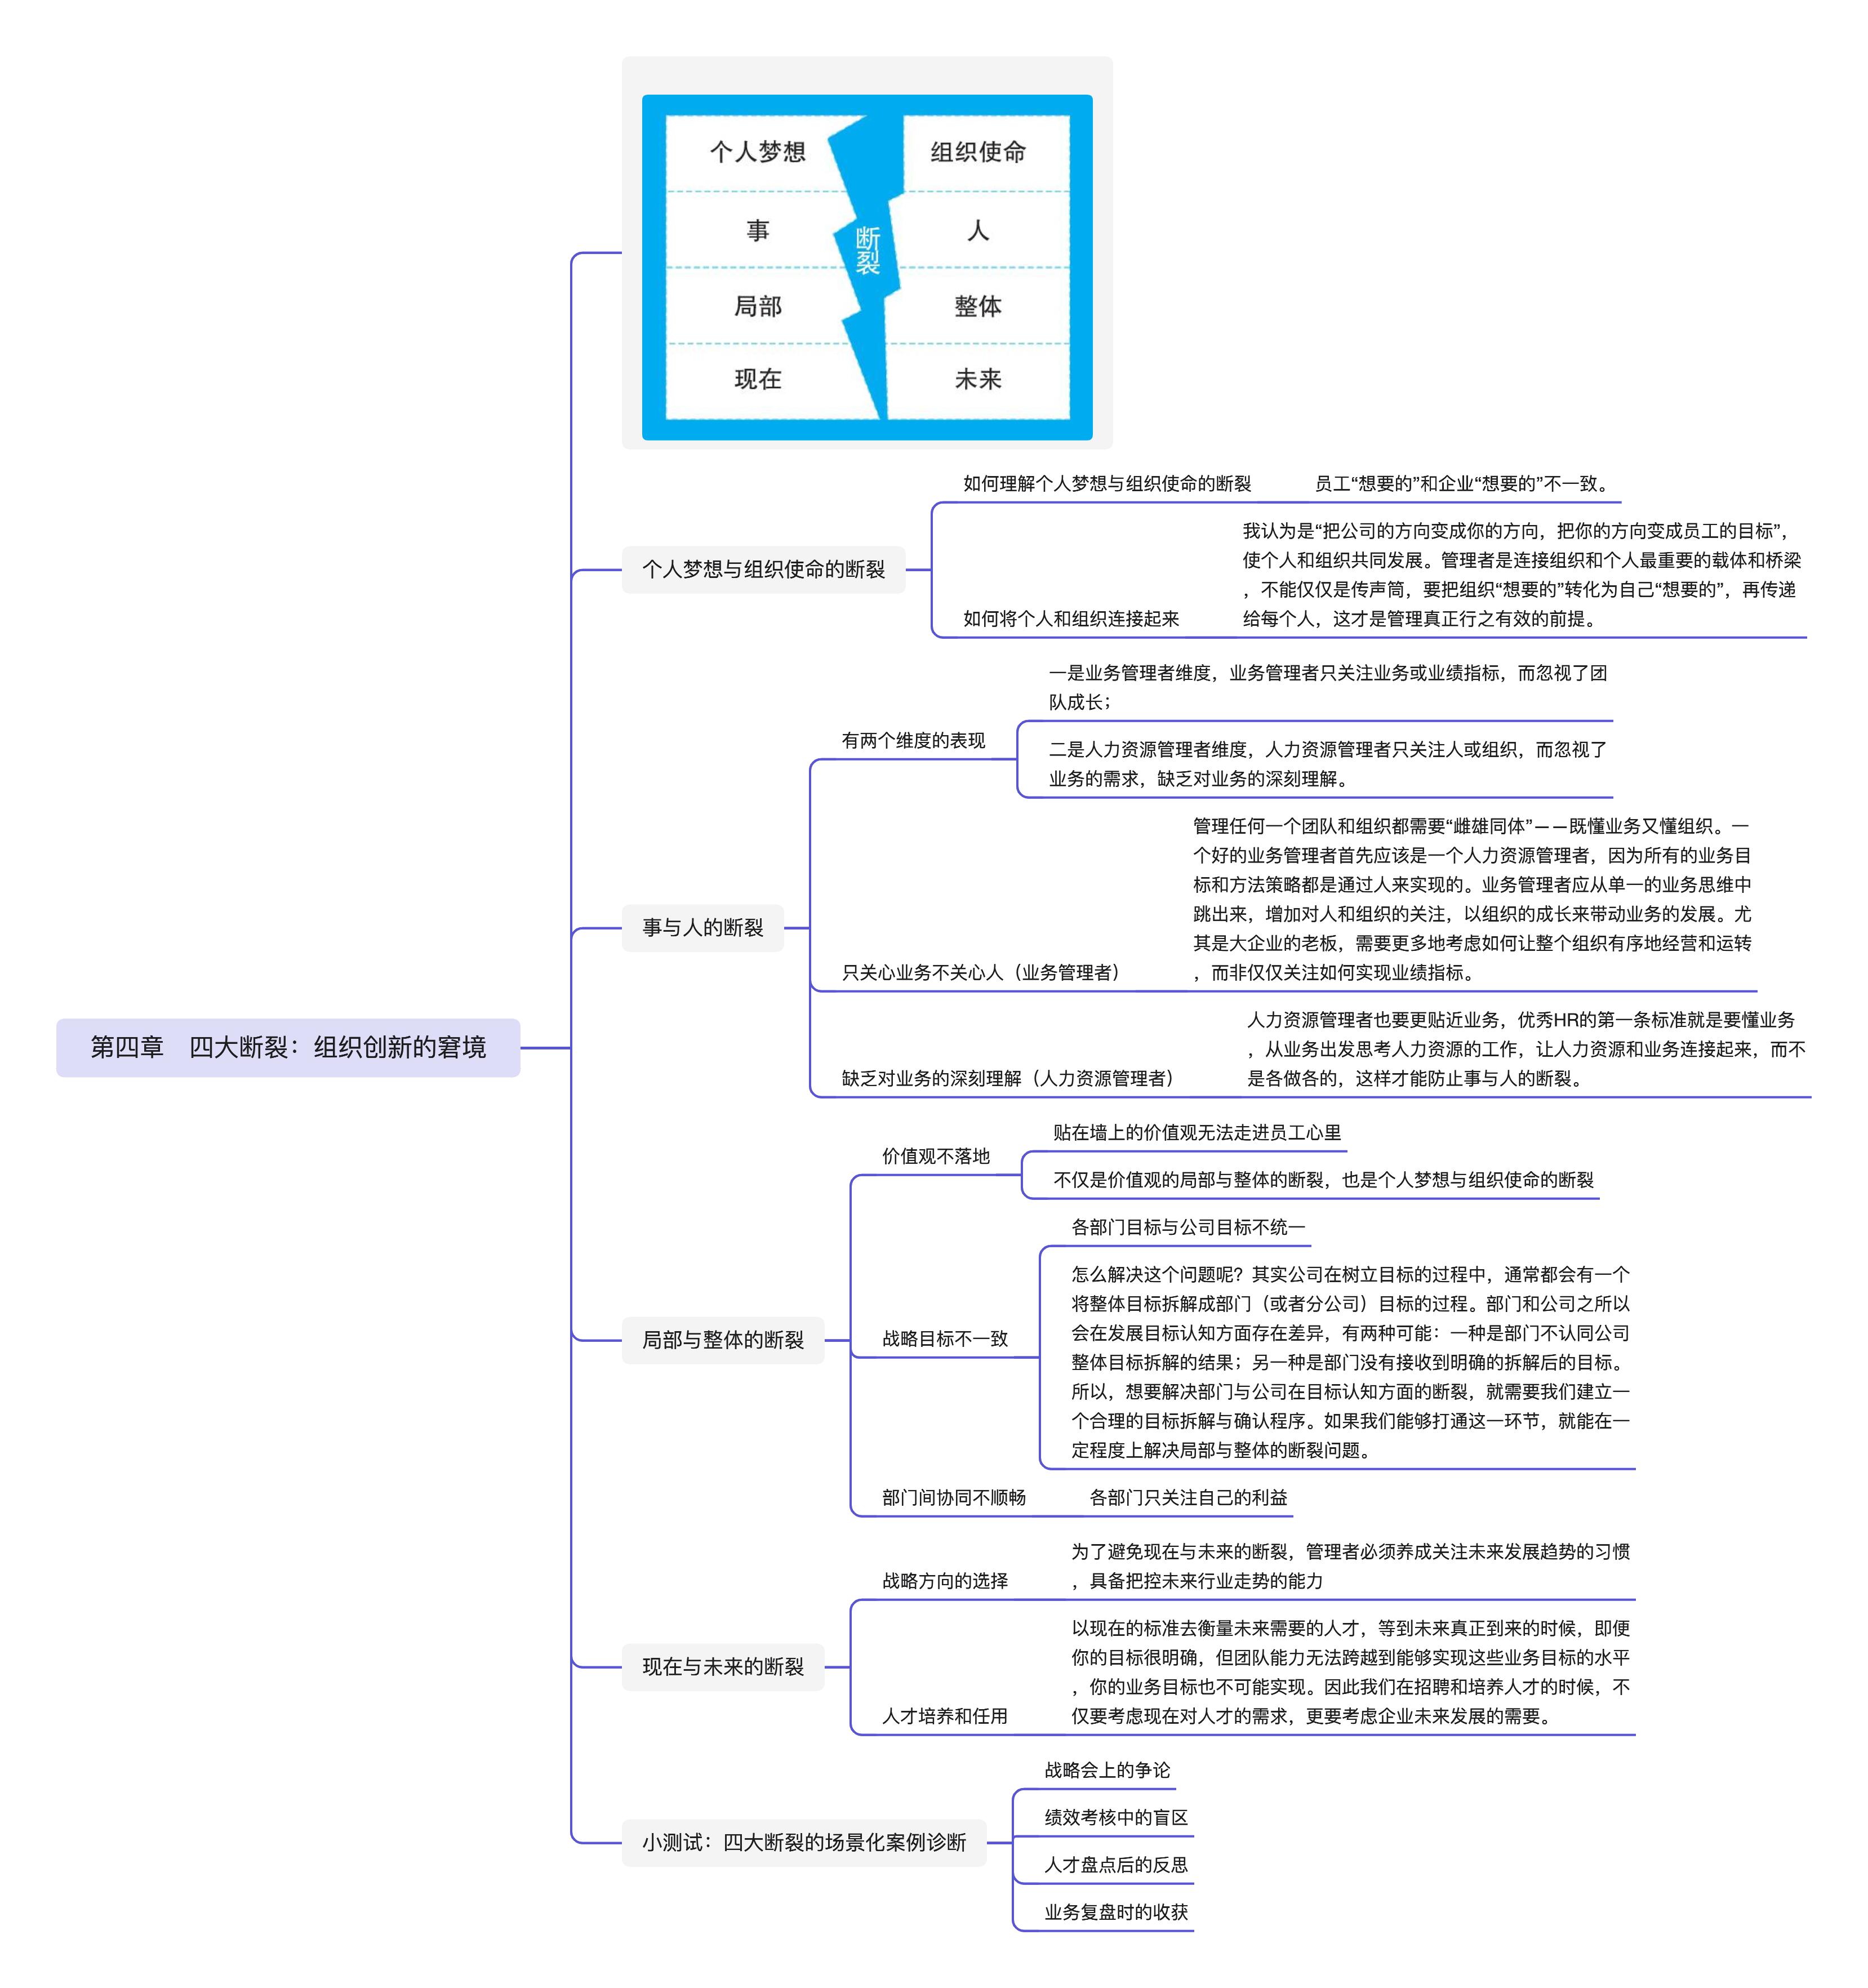 个人梦想
组织使命
事
人
局部
整体
现在
未来
断
裂
第四章　四大断裂：组织创新的窘境
个人梦想与组织使命的断裂
如何理解个人梦想与组织使命的断裂
员工“想要的”和企业“想要的”不一致。
如何将个人和组织连接起来
我认为是“把公司的方向变成你的方向，把你的方向变成员工的目标”，
使个人和组织共同发展。管理者是连接组织和个人最重要的载体和桥梁
，不能仅仅是传声筒，要把组织“想要的”转化为自己“想要的”，再传递
给每个人，这才是管理真正行之有效的前提。
事与人的断裂
有两个维度的表现
一是业务管理者维度，业务管理者只关注业务或业绩指标，而忽视了团
队成长；
二是人力资源管理者维度，人力资源管理者只关注人或组织，而忽视了
业务的需求，缺乏对业务的深刻理解。
只关心业务不关心人（业务管理者）
管理任何一个团队和组织都需要“雌雄同体”——既懂业务又懂组织。一
个好的业务管理者首先应该是一个人力资源管理者，因为所有的业务目
标和方法策略都是通过人来实现的。业务管理者应从单一的业务思维中
跳出来，增加对人和组织的关注，以组织的成长来带动业务的发展。尤
其是大企业的老板，需要更多地考虑如何让整个组织有序地经营和运转
，而非仅仅关注如何实现业绩指标。
缺乏对业务的深刻理解（人力资源管理者）
人力资源管理者也要更贴近业务，优秀HR的第一条标准就是要懂业务
，从业务出发思考人力资源的工作，让人力资源和业务连接起来，而不
是各做各的，这样才能防止事与人的断裂。
局部与整体的断裂
价值观不落地
贴在墙上的价值观无法走进员工心里
不仅是价值观的局部与整体的断裂，也是个人梦想与组织使命的断裂
战略目标不一致
各部门目标与公司目标不统一
怎么解决这个问题呢？其实公司在树立目标的过程中，通常都会有一个
将整体目标拆解成部门（或者分公司）目标的过程。部门和公司之所以
会在发展目标认知方面存在差异，有两种可能：一种是部门不认同公司
整体目标拆解的结果；另一种是部门没有接收到明确的拆解后的目标。
所以，想要解决部门与公司在目标认知方面的断裂，就需要我们建立一
个合理的目标拆解与确认程序。如果我们能够打通这一环节，就能在一
定程度上解决局部与整体的断裂问题。
部门间协同不顺畅
各部门只关注自己的利益
现在与未来的断裂
战略方向的选择
为了避免现在与未来的断裂，管理者必须养成关注未来发展趋势的习惯
，具备把控未来行业走势的能力
人才培养和任用
以现在的标准去衡量未来需要的人才，等到未来真正到来的时候，即便
你的目标很明确，但团队能力无法跨越到能够实现这些业务目标的水平
，你的业务目标也不可能实现。因此我们在招聘和培养人才的时候，不
仅要考虑现在对人才的需求，更要考虑企业未来发展的需要。
小测试：四大断裂的场景化案例诊断
战略会上的争论
绩效考核中的盲区
人才盘点后的反思
业务复盘时的收获